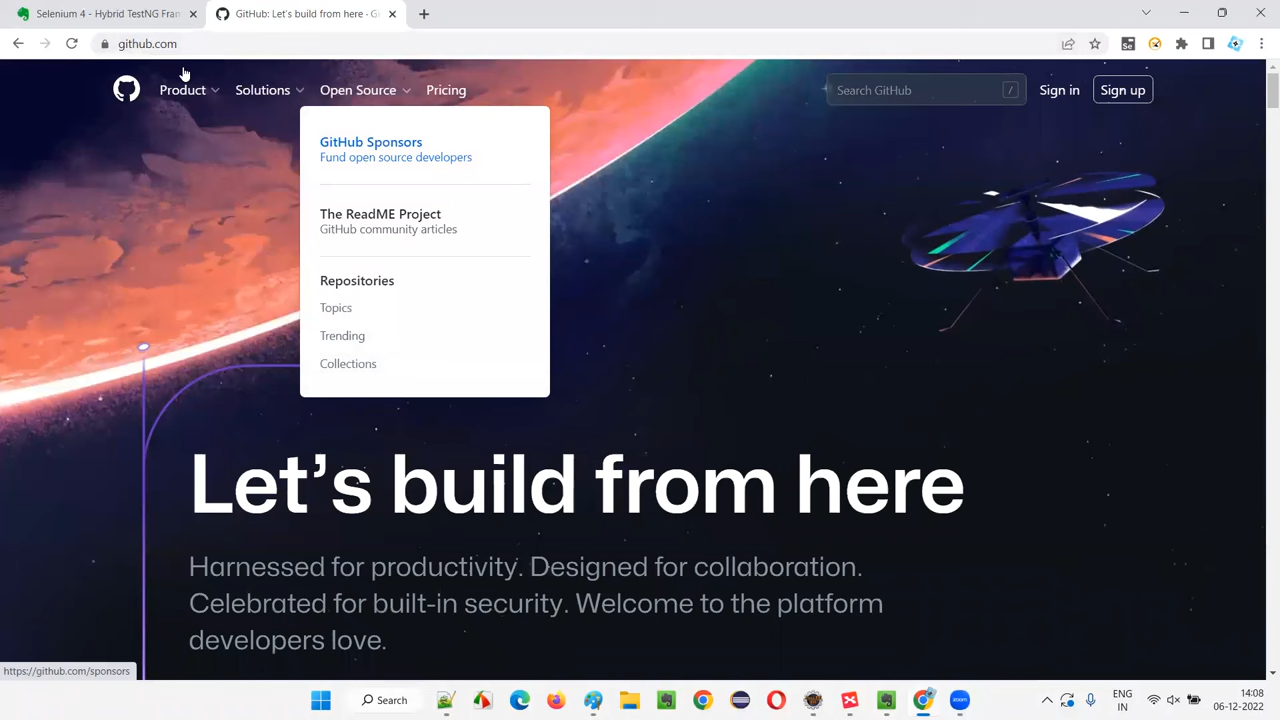 Selenium 4 - Hybrid TestNG Fram
GitHub: Let's build from here · G
github.com
Product
Solutions
Open Source
Pricing
Search GitHub
/
Sign in
Sign up
GitHub Sponsors
Fund open source developers
The ReadME Project
GitHub community articles
Repositories
Topics
Trending
Collections
Let's build from here
Harnessed for productivity. Designed for collaboration.
Celebrated for built-in security. Welcome to the platform
developers love.
https://github.com/sponsors
Search
ENG
IN
14:08
06-12-2022